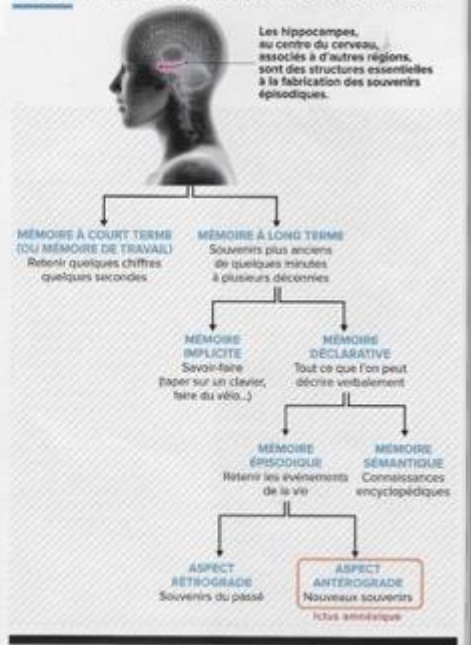 Les hippocampes,
au centre du cerveau,
associés à d'autres régions,
sont des structures essentielles
à la fabrication des souvenirs
épisodiques.
MÉMOIRE À COURT TERME
(OU MÉMOIRE DE TRAVAIL)
Retenir quelques chiffres
quelques secondes
MÉMOIRE À LONG TERME
Souvenirs plus anciens
de quelques minutes
à plusieurs décennies
MÉMOIRE
IMPLICITE
Savoir-faire
(taper sur un clavier,
faire du vélo...)
MÉMOIRE
DÉCLARATIVE
Tout ce que l'on peut
décrire verbalement
MÉMOIRE
ÉPISODIQUE
Retenir les événements
de la vie
MÉMOIRE
SÉMANTIQUE
Connaissances
encyclopédiques
ASPECT
RÉTROGRADE
Souvenirs du passé
ASPECT
ANTÉROGRADE
Nouveaux souvenirs
Ictus amnésique